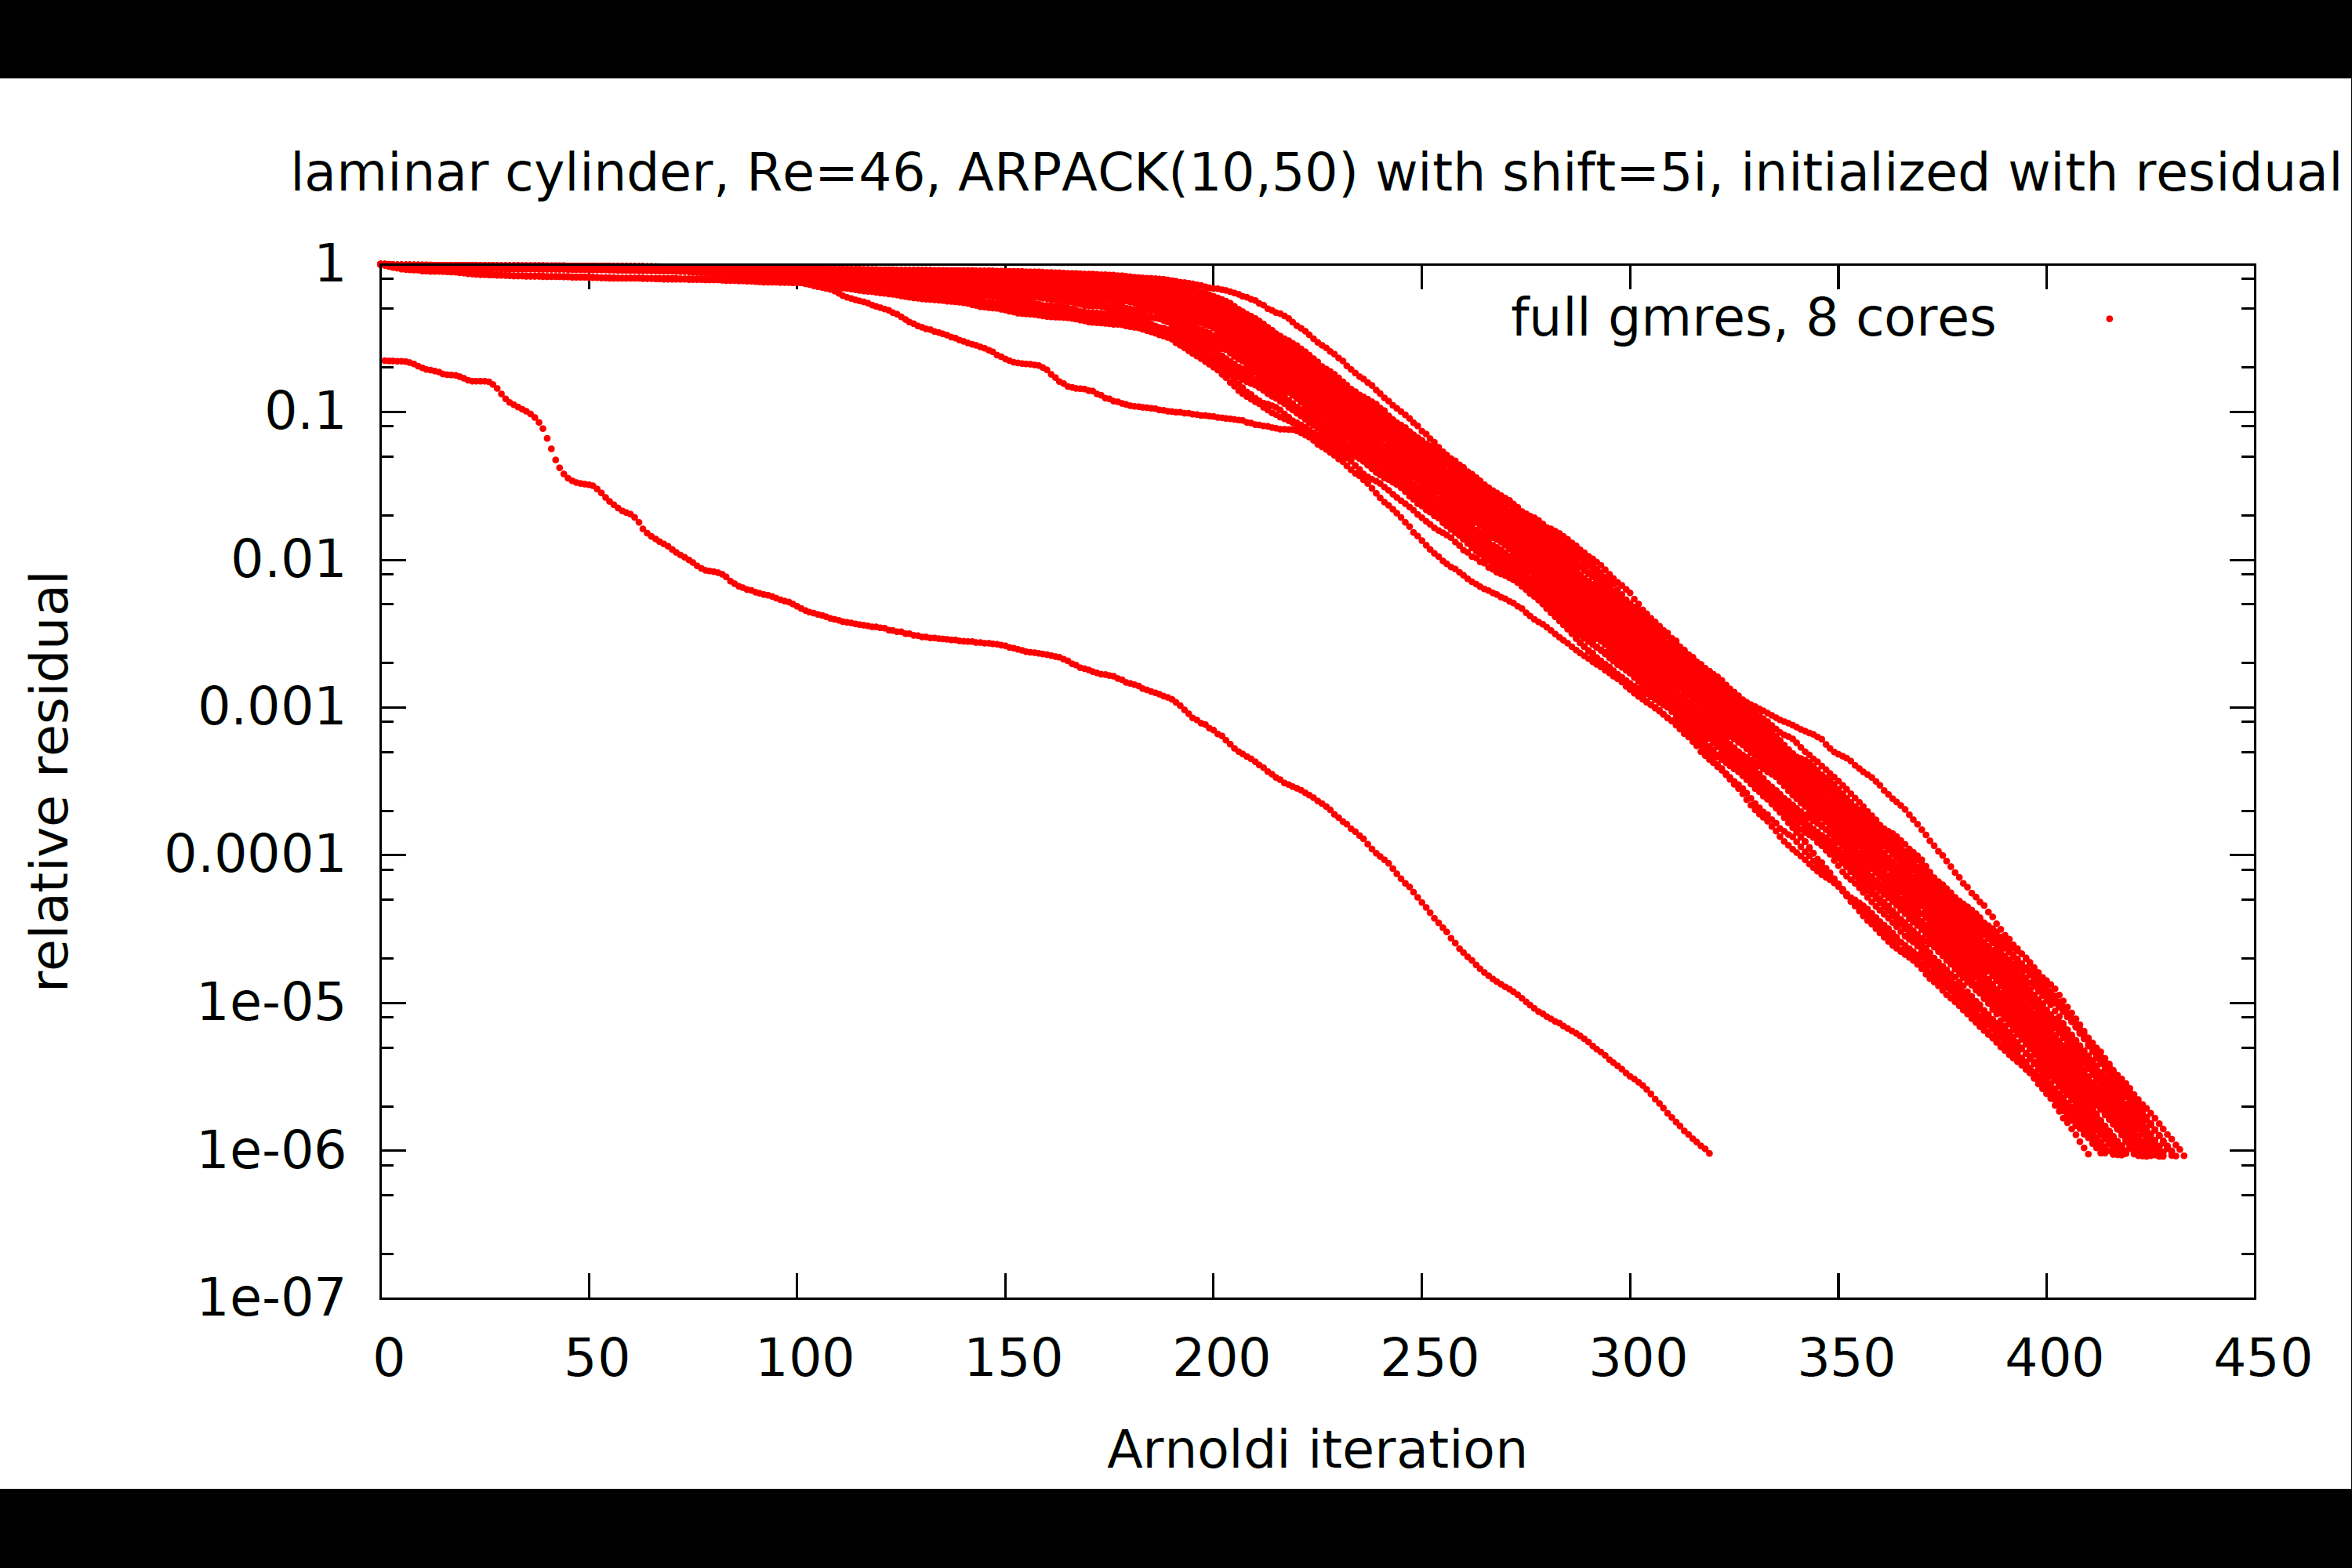 laminar cylinder, Re=46, ARPACK(10,50) with shift=5i, initialized with residual
full gmres, 8 cores
relative residual
1
0.1
0.01
0.001
0.0001
1e-05
1e-06
1e-07
0 50 100 150 200 250 300 350 400 450
Arnoldi iteration